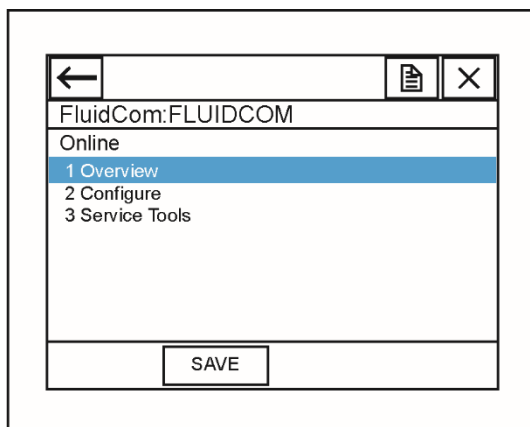 FluidCom:FLUIDCOM
Online
1 Overview
2 Configure
3 Service Tools
SAVE